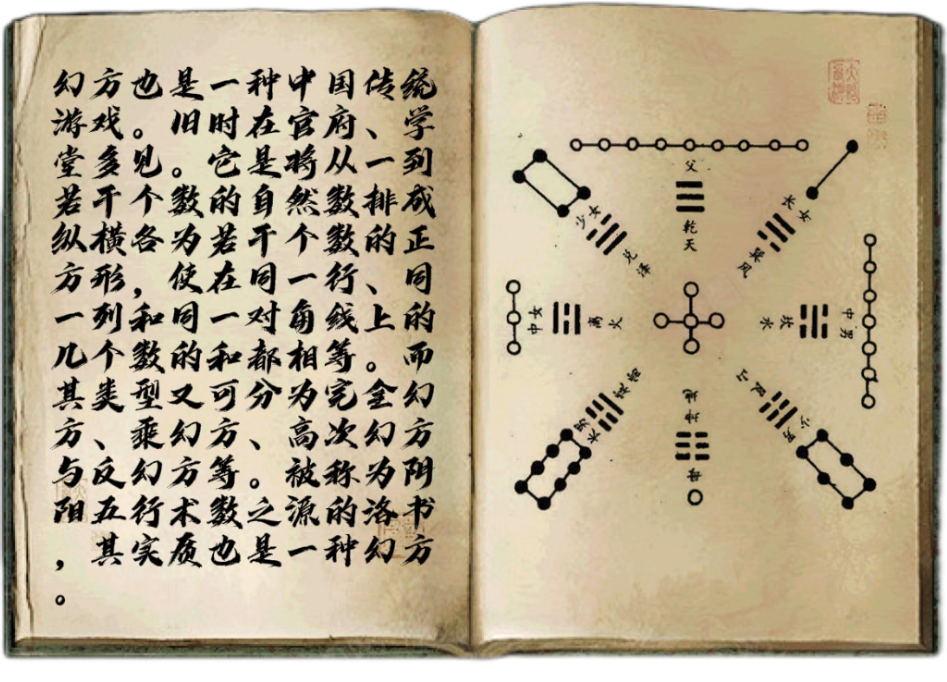 幻方也是一种中国传统
游戏。旧时在官府、学
堂多见。它是将从一到
若干个数的自然数排成
纵横各为若干个数的正
方形，使在同一行、同
一列和同一对角线上的
几个数的和都相等。而
其类型又可分为完全幻
方、乘幻方、高次幻方
与反幻方等。被称为阴
阳五行术数之源的洛书
，其实质也是一种幻方
。
父
乾天
长女
巽风
少女
兑泽
中女
离火
中男
坎水
长男
少男
坤地
母